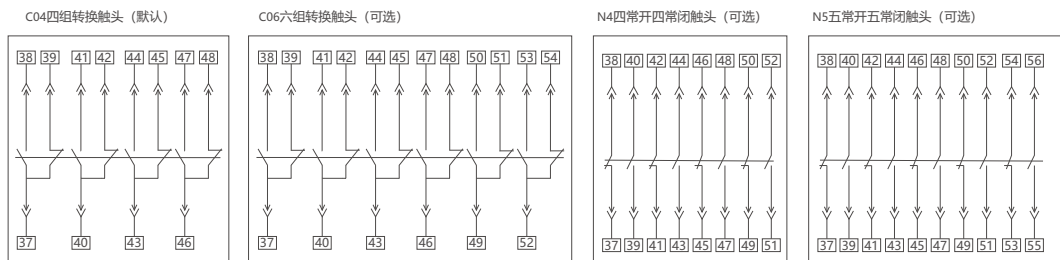 C04四组转换触头（默认）
38 39 41 42 44 45 47 48
37 40 43 46
C06六组转换触头（可选）
38 39 41 42 44 45 47 48 50 51 53 54
37 40 43 46 49 52
N4四常开四常闭触头（可选）
38 40 42 44 46 48 50 52
37 39 41 43 45 47 49 51
N5五常开五常闭触头（可选）
38 40 42 44 46 48 50 52 54 56
37 39 41 43 45 47 49 51 53 55